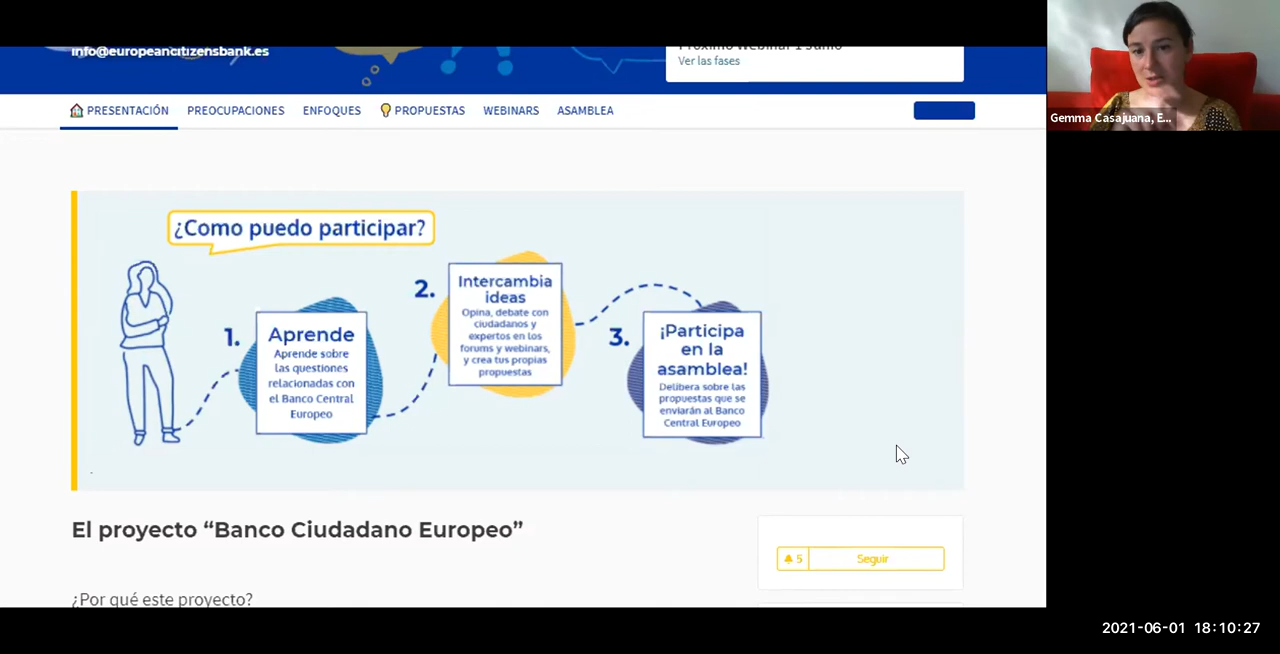 info@europeancitizensbank.es
Próximo Webinar 1 Junio
Ver las fases
Gemma Casajuana, E...
PRESENTACIÓN PREOCUPACIONES ENFOQUES PROPUESTAS WEBINARS ASAMBLEA
¿Como puedo participar?
1.
Aprende
Aprende sobre
las questiones
relacionadas con
el Banco Central
Europeo
2.
Intercambia
ideas
Opina, debate con
ciudadanos y
expertos en los
forums y webinars,
y crea tus propias
propuestas
3.
¡Participa
en la
asamblea!
Delibera sobre las
propuestas que se
enviarán al Banco
Central Europeo
El proyecto “Banco Ciudadano Europeo”
5 Seguir
¿Por qué este proyecto?
2021-06-01 18:10:27